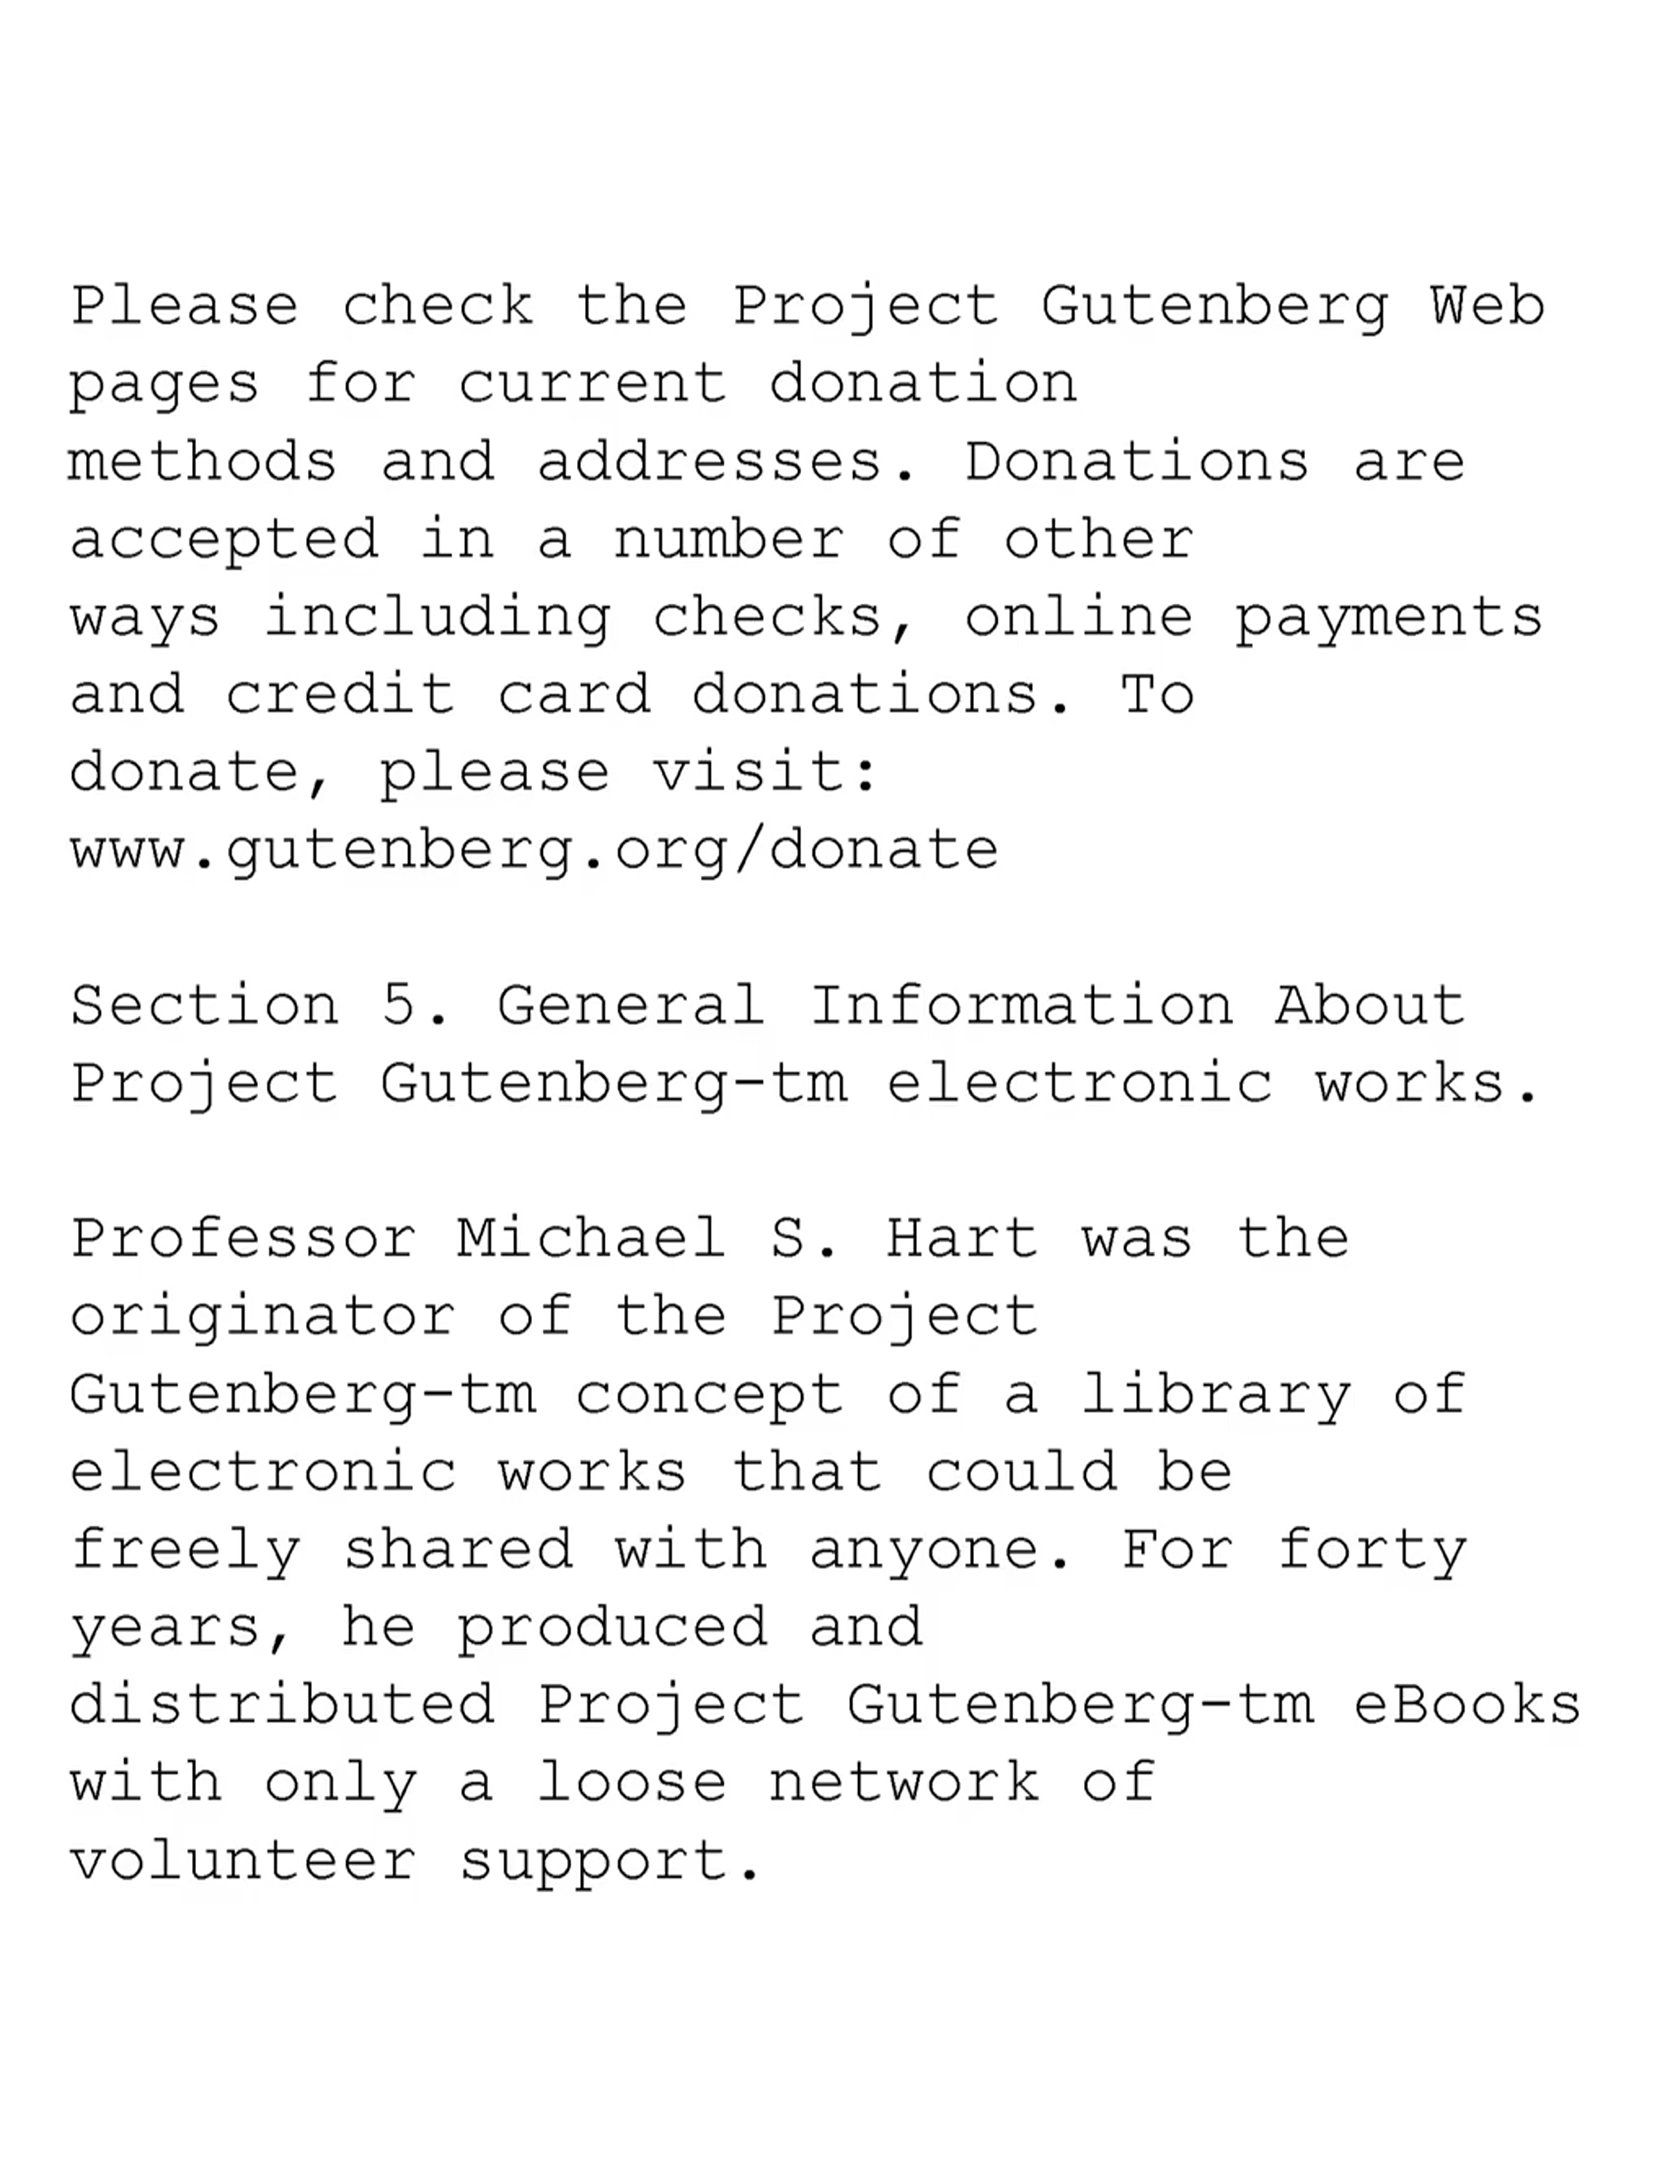 Please check the Project Gutenberg Web
pages for current donation
methods and addresses. Donations are
accepted in a number of other
ways including checks, online payments
and credit card donations. To
donate, please visit:
www.gutenberg.org/donate

Section 5. General Information About
Project Gutenberg-tm electronic works.

Professor Michael S. Hart was the
originator of the Project
Gutenberg-tm concept of a library of
electronic works that could be
freely shared with anyone. For forty
years, he produced and
distributed Project Gutenberg-tm eBooks
with only a loose network of
volunteer support.